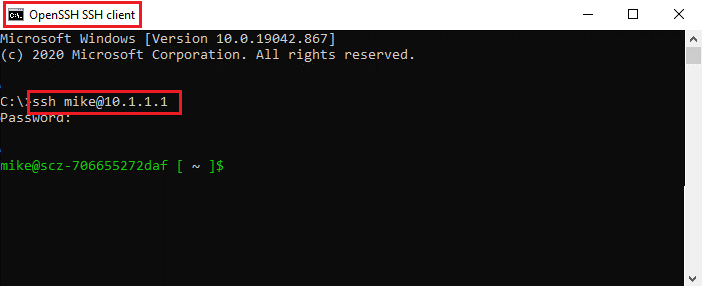 OpenSSH SSH client
Microsoft Windows [Version 10.0.19042.867]
(c) 2020 Microsoft Corporation. All rights reserved.
C:\>ssh mike@10.1.1.1
Password:
mike@scz-706655272daf [ ~ ]$